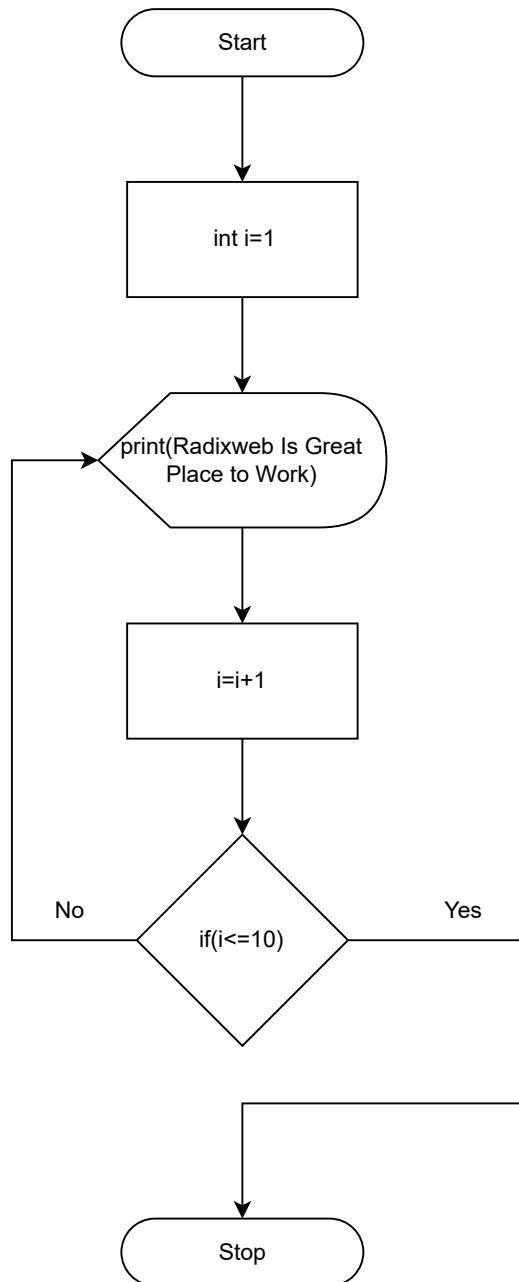 Start
int i=1
print(Radixweb Is Great
Place to Work)
i=i+1
No
if(i<=10)
Yes
Stop